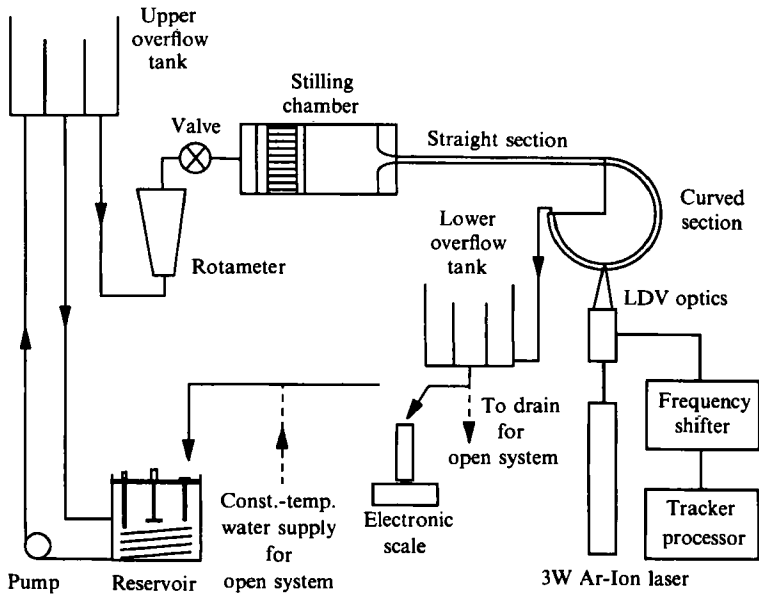 Upper
overflow
tank
Stilling
chamber
Valve
Straight section
Curved
section
Rotameter
Lower
overflow
tank
LDV optics
Frequency
shifter
To drain
for
open system
Const.-temp.
water supply
for
open system
Electronic
scale
Tracker
processor
Pump
Reservoir
3W Ar-Ion laser